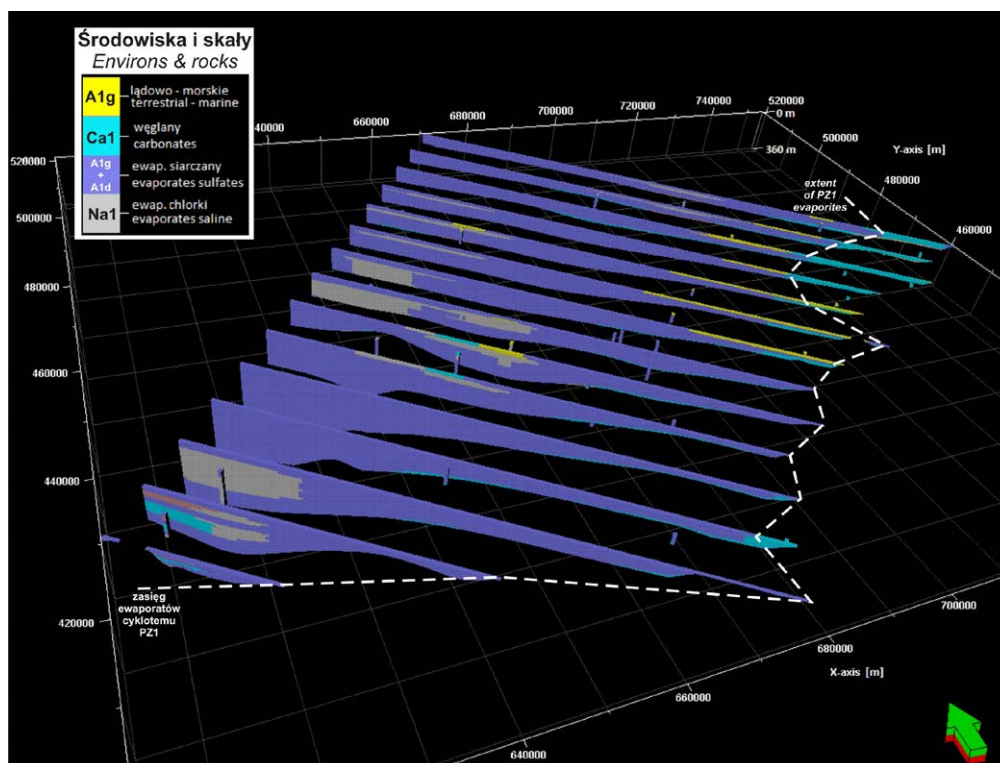 Środowiska i skały
Environs & rocks
A1g
lądowo - morskie
terrestrial - marine
Ca1
węglany
carbonates
A1g
+
A1d
ewap. siarczany
evaporates sulfates
Na1
ewap. chlorki
evaporates saline
40000
660000
680000
700000
720000
740000
520000
0 m
360 m
500000
Y-axis [m]
480000
460000
extent
of PZ1
evaporites
520000
500000
480000
460000
440000
420000
zasięg
ewaporatów
cyklotemu
PZ1
640000
660000
680000
700000
X-axis [m]